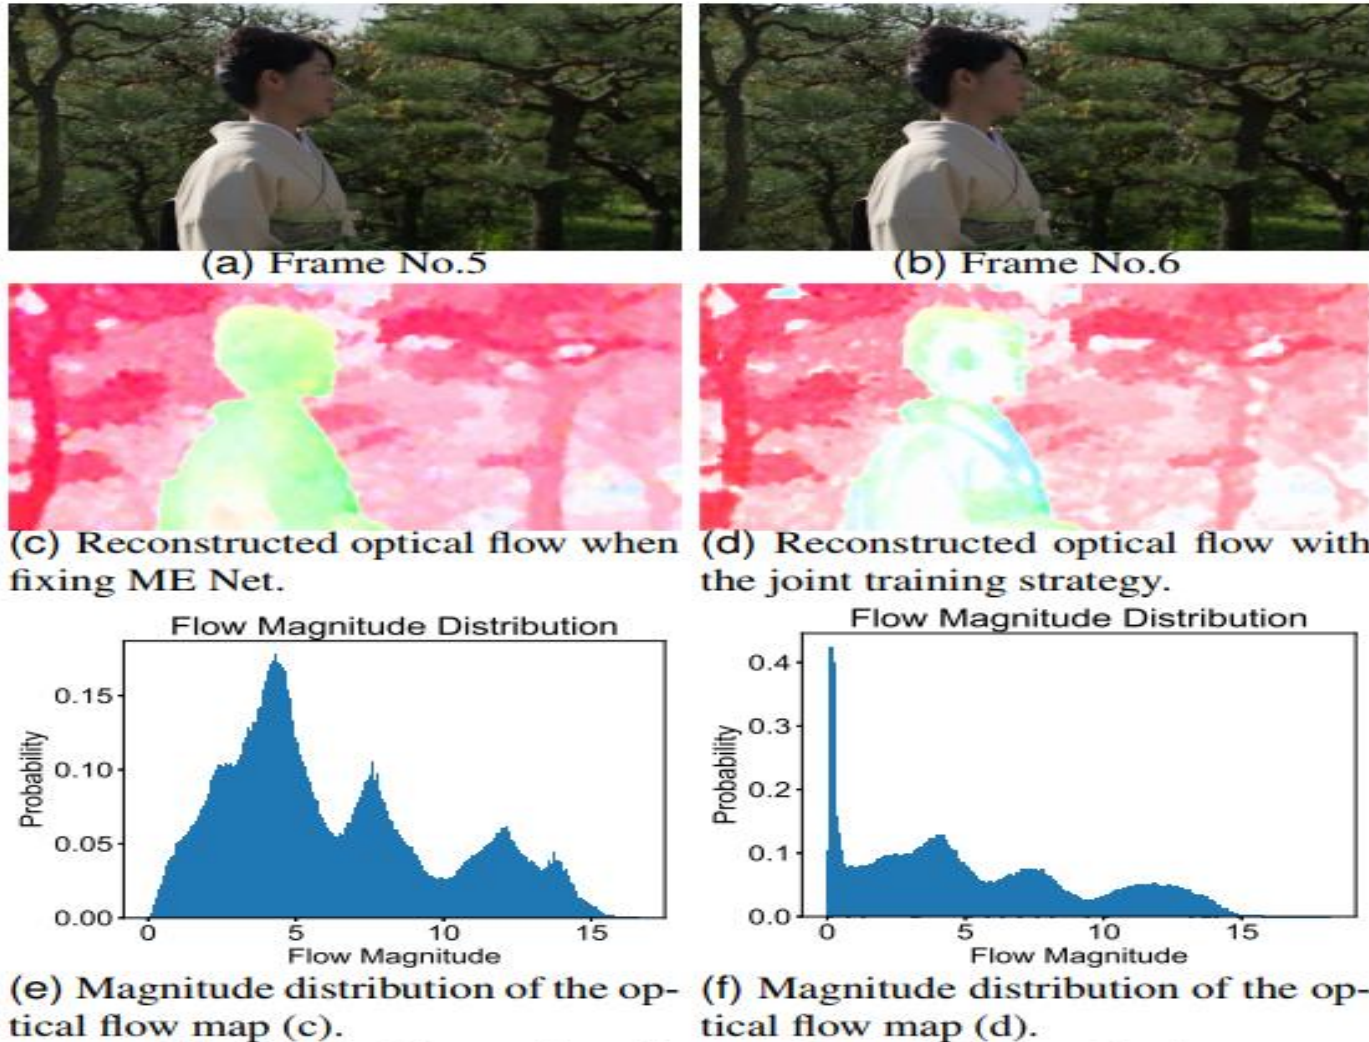 (a) Frame No.5
(b) Frame No.6
(c) Reconstructed optical flow when
fixing ME Net.
(d) Reconstructed optical flow with
the joint training strategy.
Flow Magnitude Distribution
0.15
0.10
0.05
0.00
Probability
0 5 10 15
Flow Magnitude
Flow Magnitude Distribution
0.4
0.3
0.2
0.1
0.0
Probability
0 5 10 15
Flow Magnitude
(e) Magnitude distribution of the op-
tical flow map (c).
(f) Magnitude distribution of the op-
tical flow map (d).